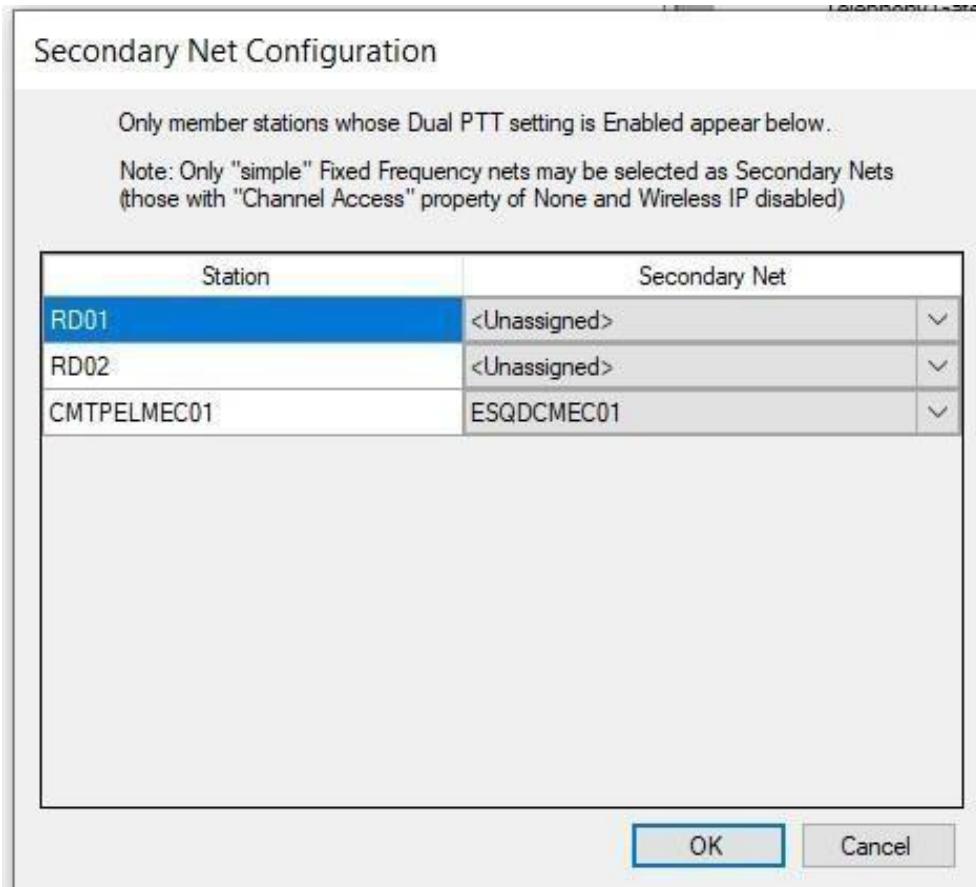 Secondary Net Configuration
Only member stations whose Dual PTT setting is Enabled appear below.
Note: Only "simple" Fixed Frequency nets may be selected as Secondary Nets
(those with "Channel Access" property of None and Wireless IP disabled)
Station Secondary Net
RD01 <Unassigned>
RD02 <Unassigned>
CMTPELMEC01 ESQDCMEC01
OK Cancel